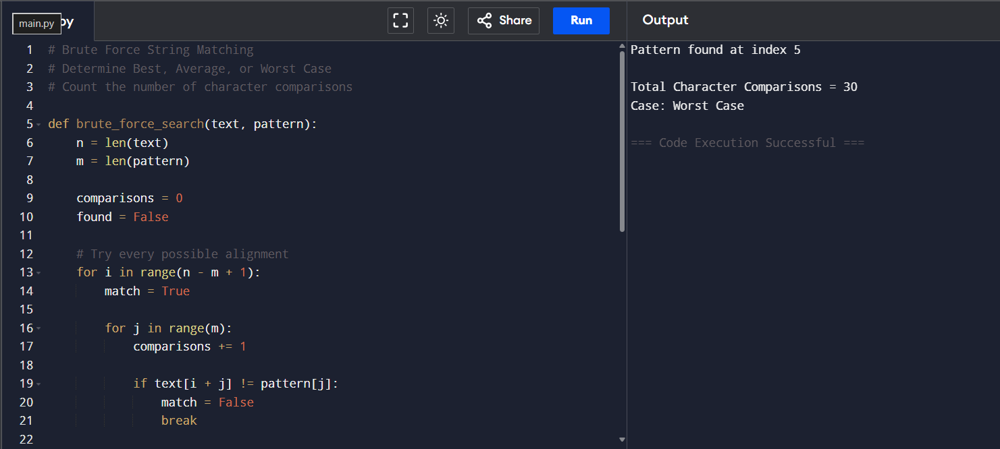 main.py
py
Share
Run
Output
1 # Brute Force String Matching
2 # Determine Best, Average, or Worst Case
3 # Count the number of character comparisons
4
5 def brute_force_search(text, pattern):
6     n = len(text)
7     m = len(pattern)
8
9     comparisons = 0
10     found = False
11
12     # Try every possible alignment
13     for i in range(n - m + 1):
14         match = True
15
16         for j in range(m):
17             comparisons += 1
18
19             if text[i + j] != pattern[j]:
20                 match = False
21                 break
22
Pattern found at index 5
Total Character Comparisons = 30
Case: Worst Case
=== Code Execution Successful ===